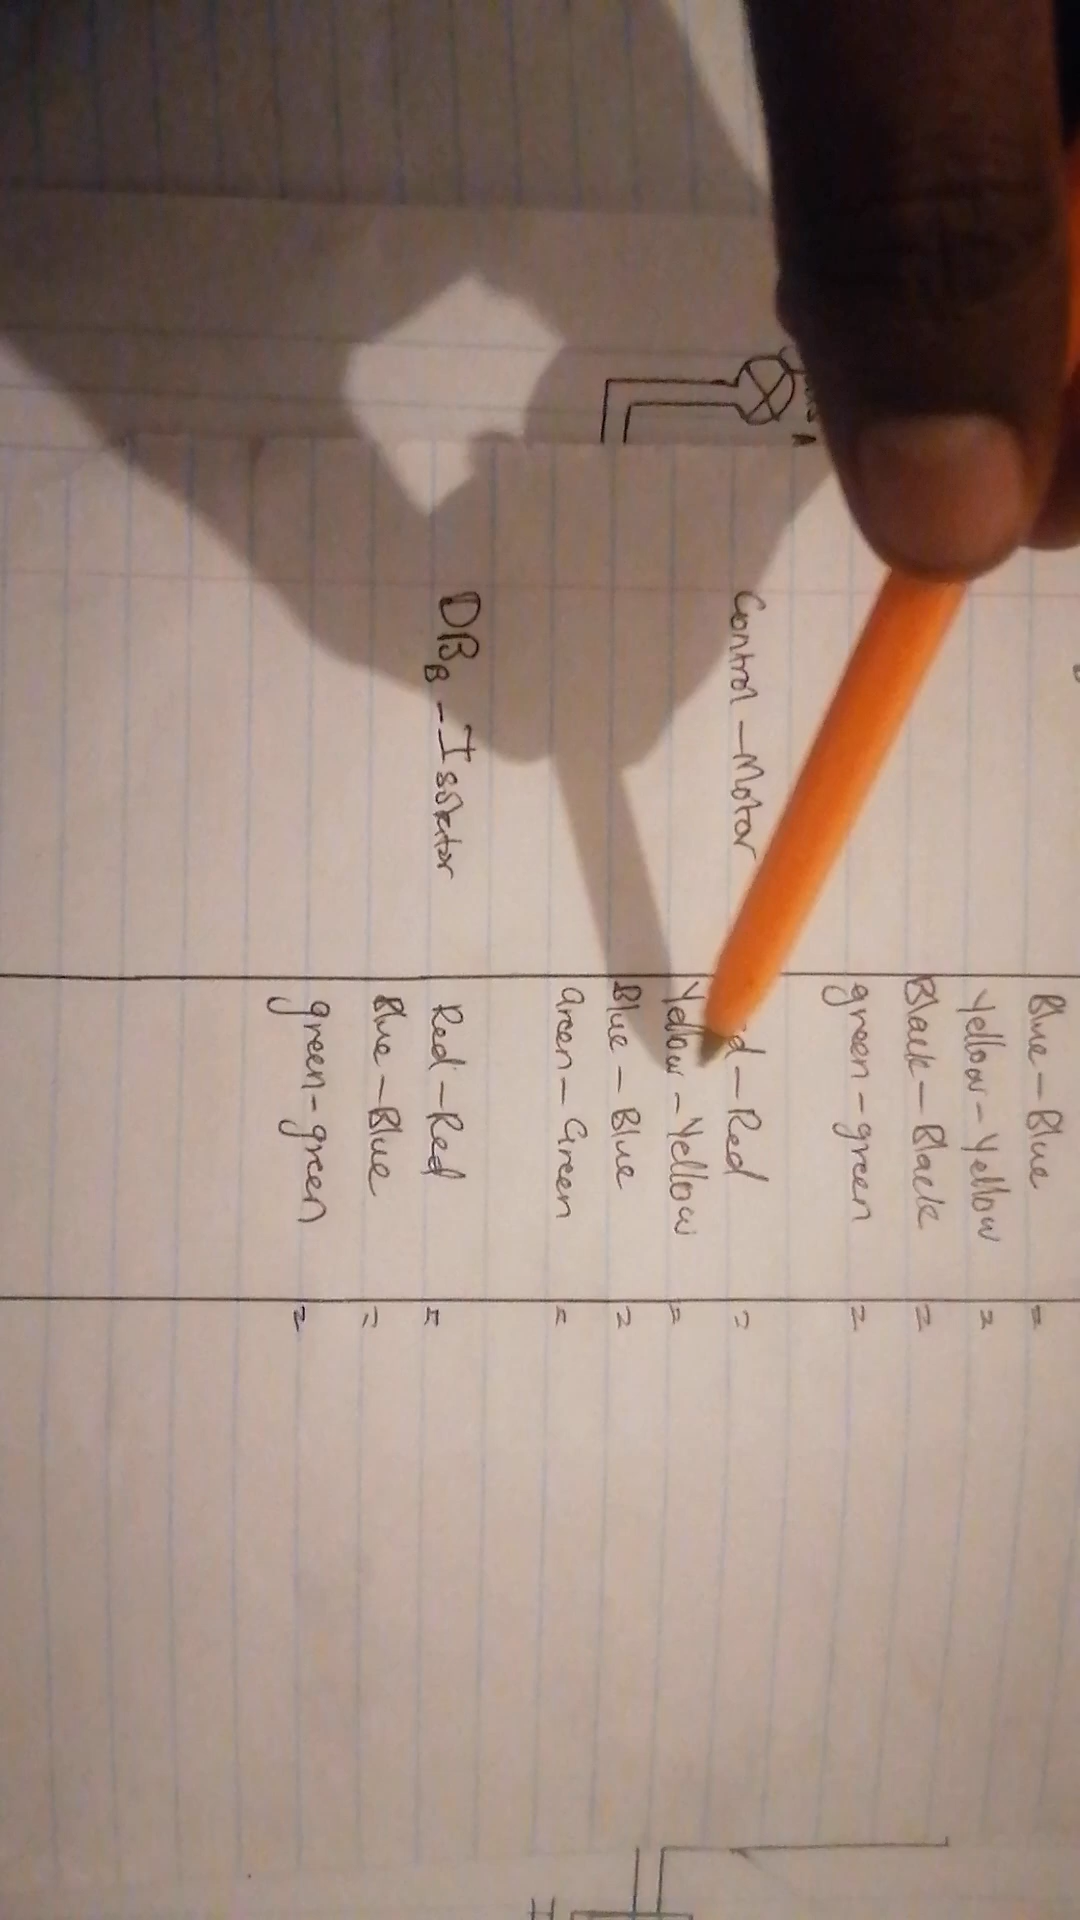 Blue - Blue =
Yellow - Yellow =
Black - Black =
green - green =
Control - Motor d - Red =
Yellow - Yellow =
Blue - Blue =
Green - Green =
DBB - Isolator Red - Red =
Blue - Blue =
green - green =